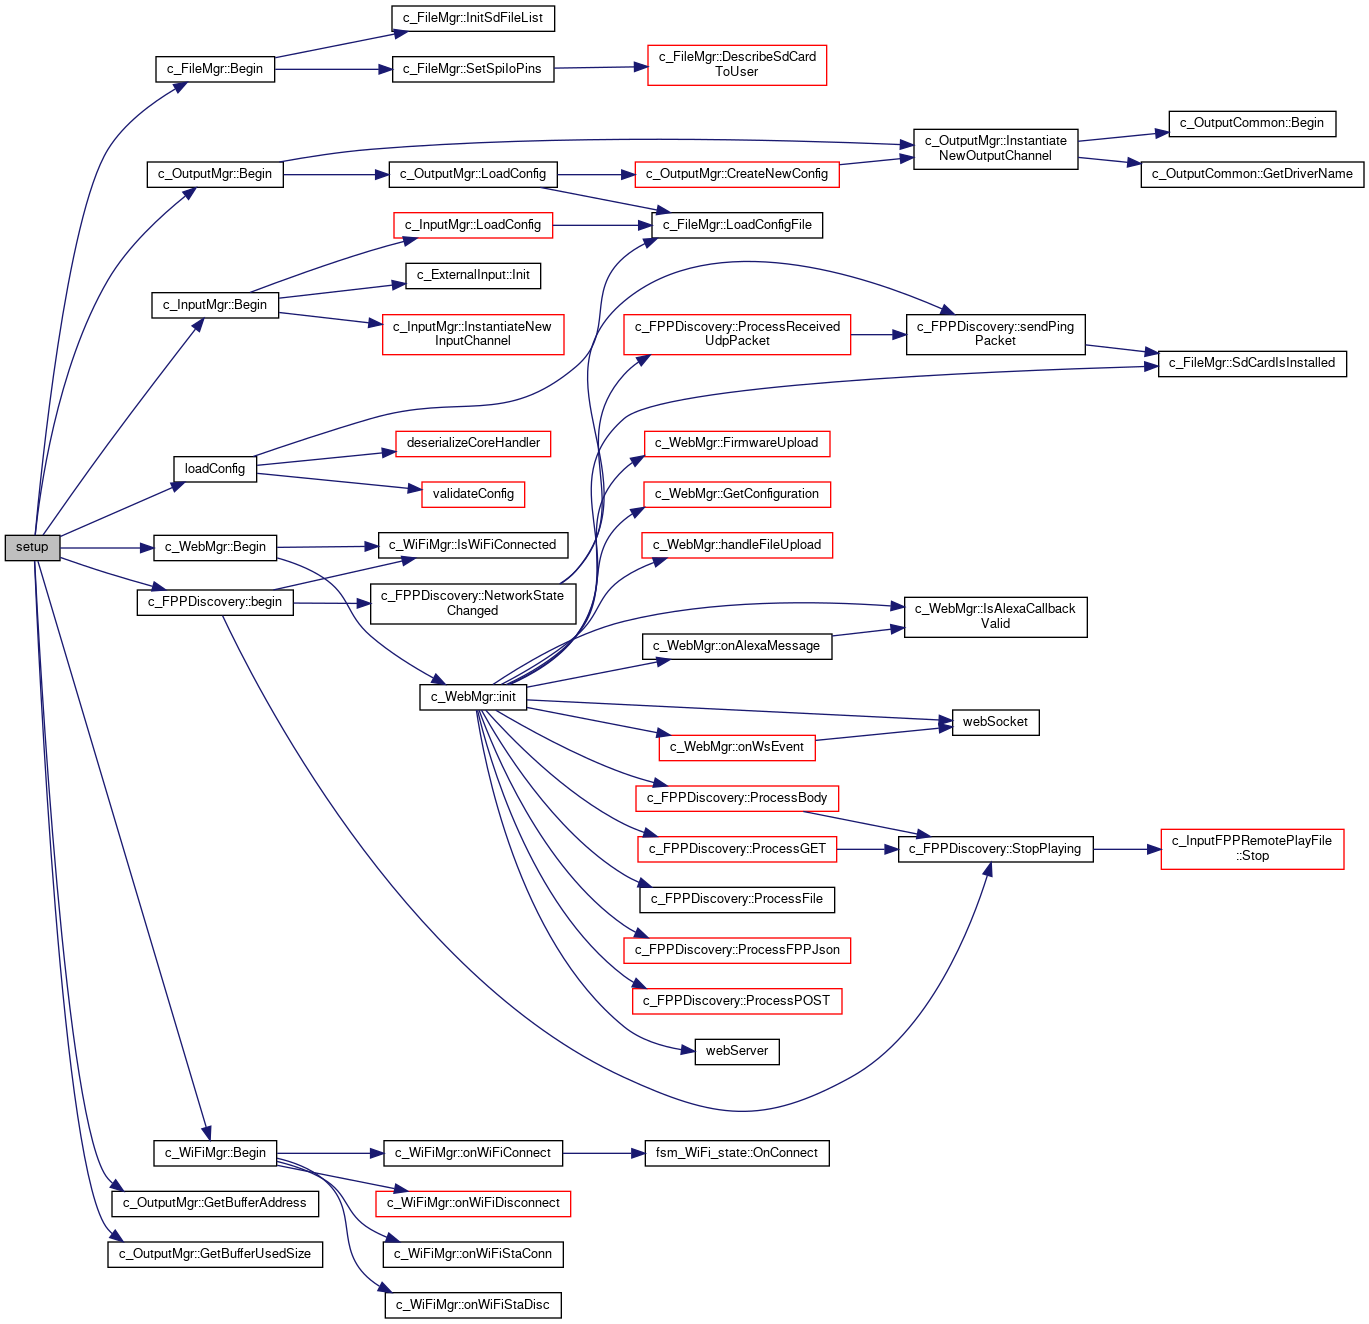 c_FileMgr::InitSdFileList
c_FileMgr::Begin
c_FileMgr::SetSpiIoPins
c_FileMgr::DescribeSdCard
ToUser
c_OutputCommon::Begin
c_OutputMgr::Instantiate
NewOutputChannel
c_OutputMgr::Begin
c_OutputMgr::LoadConfig
c_OutputMgr::CreateNewConfig
c_OutputCommon::GetDriverName
c_InputMgr::LoadConfig
c_FileMgr::LoadConfigFile
c_ExternalInput::Init
c_InputMgr::Begin
c_InputMgr::InstantiateNew
InputChannel
c_FPPDiscovery::ProcessReceived
UdpPacket
c_FPPDiscovery::sendPing
Packet
c_FileMgr::SdCardIsInstalled
deserializeCoreHandler
c_WebMgr::FirmwareUpload
loadConfig
validateConfig
c_WebMgr::GetConfiguration
setup
c_WebMgr::Begin
c_WiFiMgr::IsWiFiConnected
c_WebMgr::handleFileUpload
c_FPPDiscovery::begin
c_FPPDiscovery::NetworkState
Changed
c_WebMgr::IsAlexaCallback
Valid
c_WebMgr::onAlexaMessage
c_WebMgr::init
webSocket
c_WebMgr::onWsEvent
c_FPPDiscovery::ProcessBody
c_FPPDiscovery::ProcessGET
c_FPPDiscovery::StopPlaying
c_InputFPPRemotePlayFile
::Stop
c_FPPDiscovery::ProcessFile
c_FPPDiscovery::ProcessFPPJson
c_FPPDiscovery::ProcessPOST
webServer
c_WiFiMgr::Begin
c_WiFiMgr::onWiFiConnect
fsm_WiFi_state::OnConnect
c_OutputMgr::GetBufferAddress
c_WiFiMgr::onWiFiDisconnect
c_OutputMgr::GetBufferUsedSize
c_WiFiMgr::onWiFiStaConn
c_WiFiMgr::onWiFiStaDisc